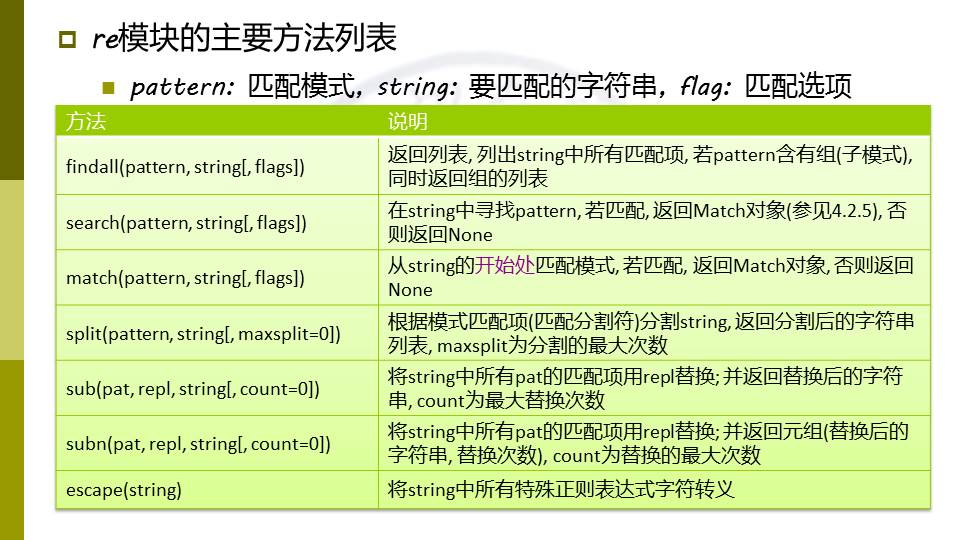 re模块的主要方法列表
pattern: 匹配模式，string: 要匹配的字符串，flag: 匹配选项
方法 说明
findall(pattern, string[, flags]) 返回列表, 列出string中所有匹配项, 若pattern含有组(子模式),
同时返回组的列表
search(pattern, string[, flags]) 在string中寻找pattern, 若匹配, 返回Match对象(参见4.2.5), 否
则返回None
match(pattern, string[, flags]) 从string的开始处匹配模式, 若匹配, 返回Match对象, 否则返回
None
split(pattern, string[, maxsplit=0]) 根据模式匹配项(匹配分割符)分割string, 返回分割后的字符串
列表, maxsplit为分割的最大次数
sub(pat, repl, string[, count=0]) 将string中所有pat的匹配项用repl替换; 并返回替换后的字符
串, count为最大替换次数
subn(pat, repl, string[, count=0]) 将string中所有pat的匹配项用repl替换; 并返回元组(替换后的
字符串, 替换次数), count为替换的最大次数
escape(string) 将string中所有特殊正则表达式字符转义